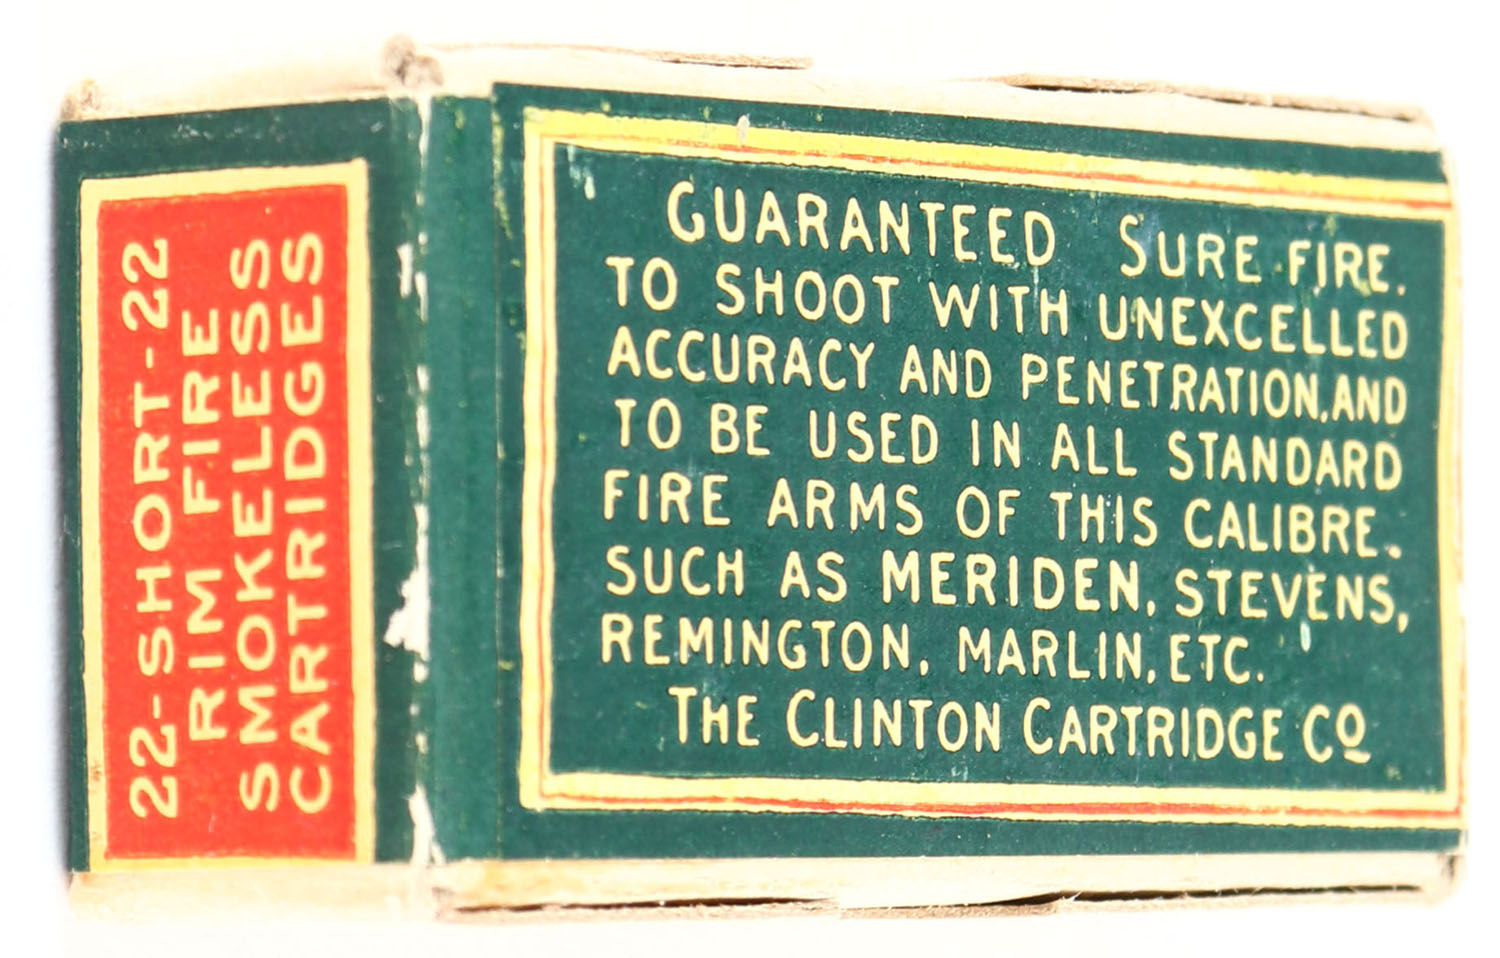 22-SHORT-22
RIM FIRE
SMOKELESS
CARTRIDGES
GUARANTEED SURE FIRE.
TO SHOOT WITH UNEXCELLED
ACCURACY AND PENETRATION, AND
TO BE USED IN ALL STANDARD
FIRE ARMS OF THIS CALIBRE.
SUCH AS MERIDEN, STEVENS,
REMINGTON, MARLIN, ETC.
THE CLINTON CARTRIDGE Cº